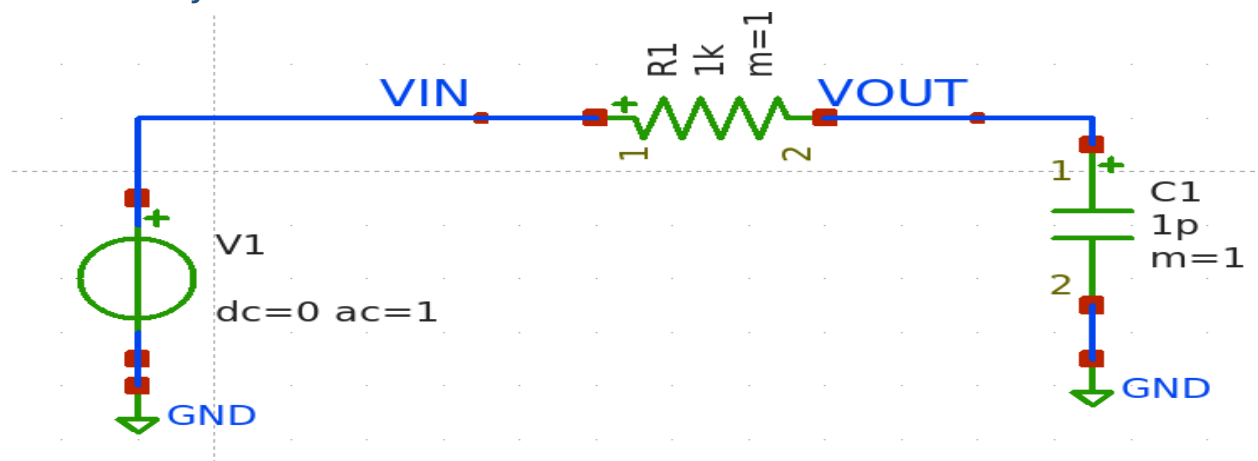 VIN
R1
1k
m=1
VOUT
+
1
2
1
+
C1
1p
m=1
2
+
V1
dc=0 ac=1
GND
GND